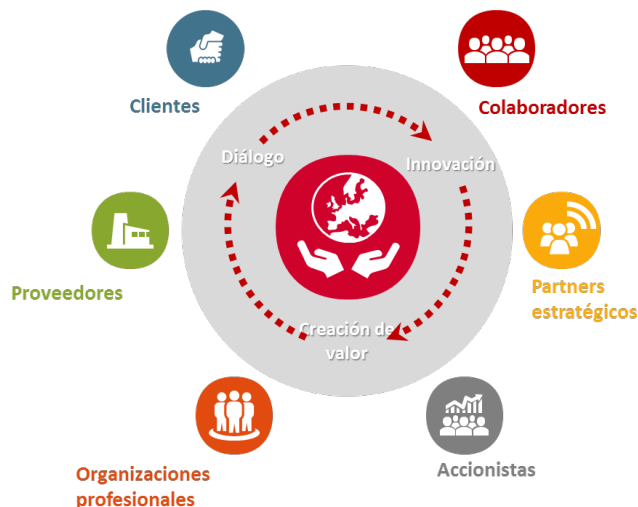 Clientes
Colaboradores
Diálogo
Innovación
Proveedores
Partners
estratégicos
Creación de
valor
Organizaciones
profesionales
Accionistas